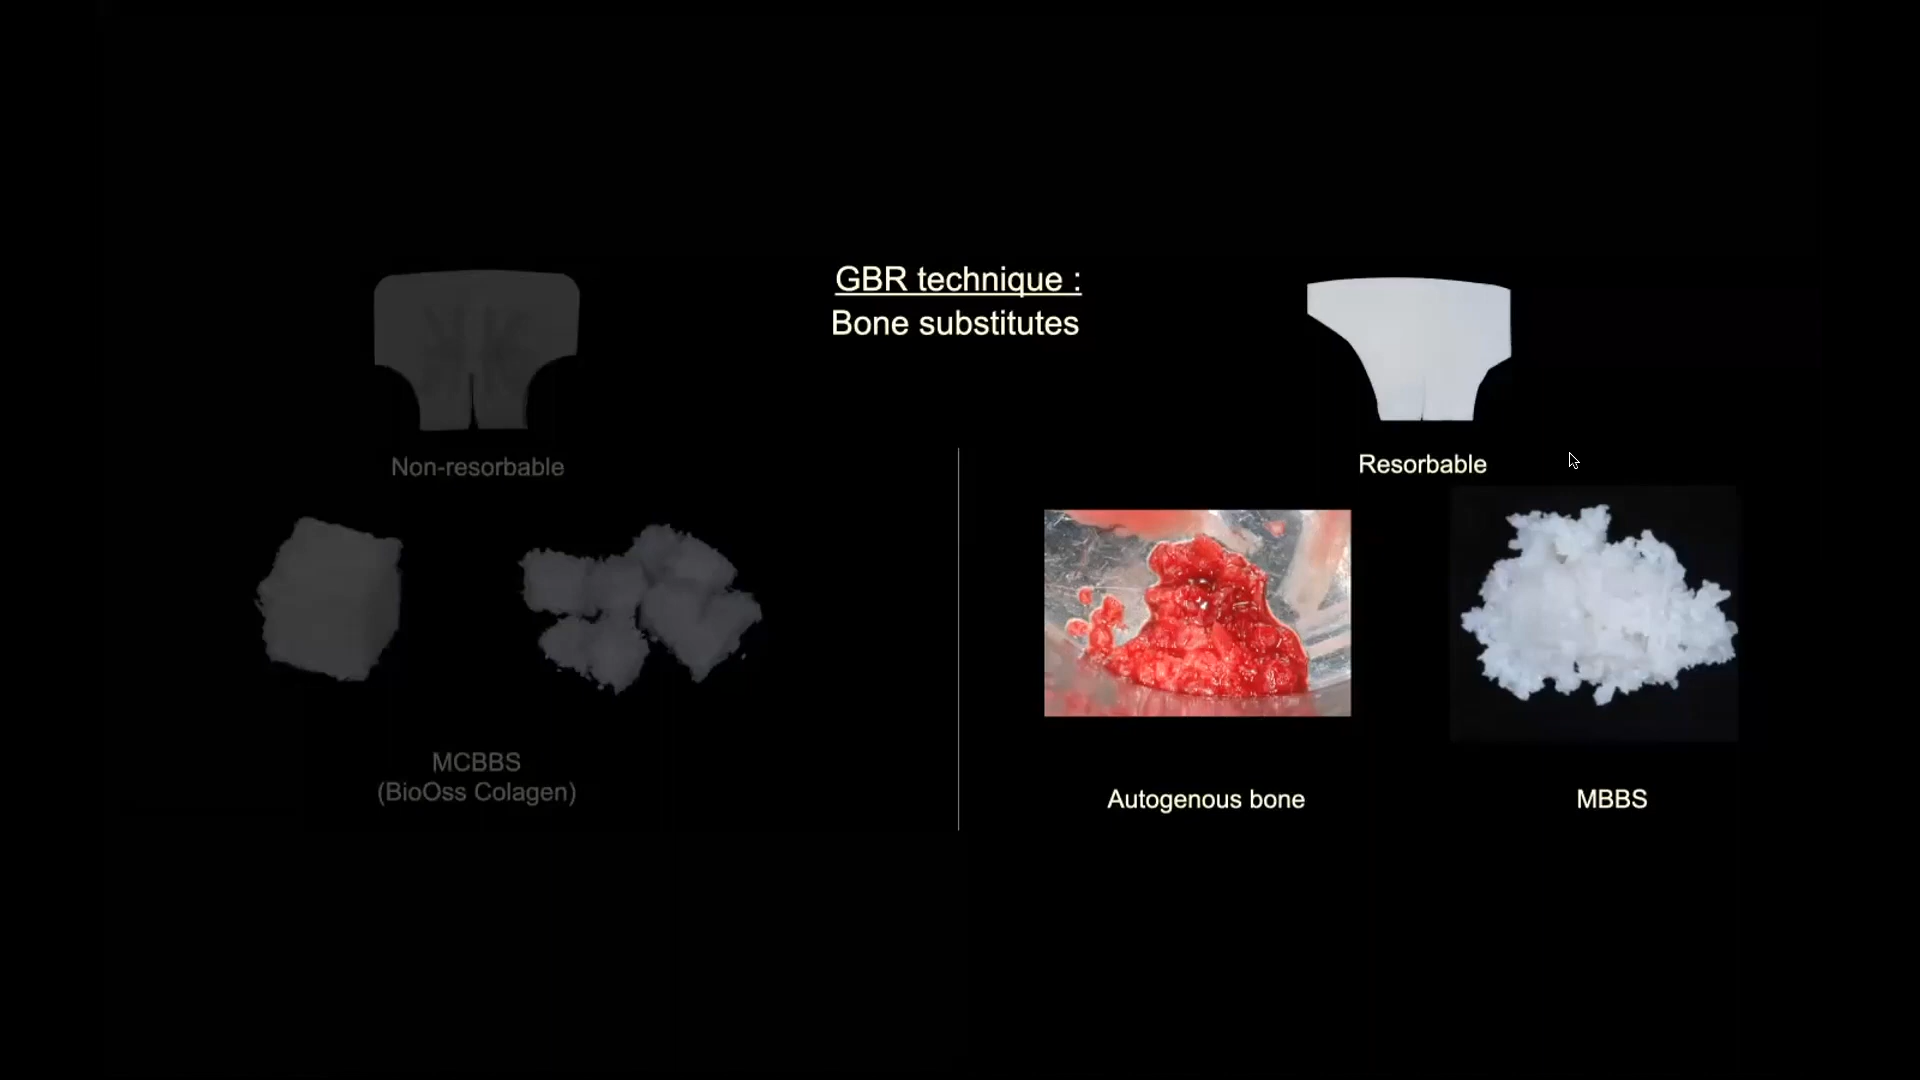 GBR technique :
Bone substitutes
Non-resorbable
MCBBS
(BioOss Colagen)
Resorbable
Autogenous bone
MBBS